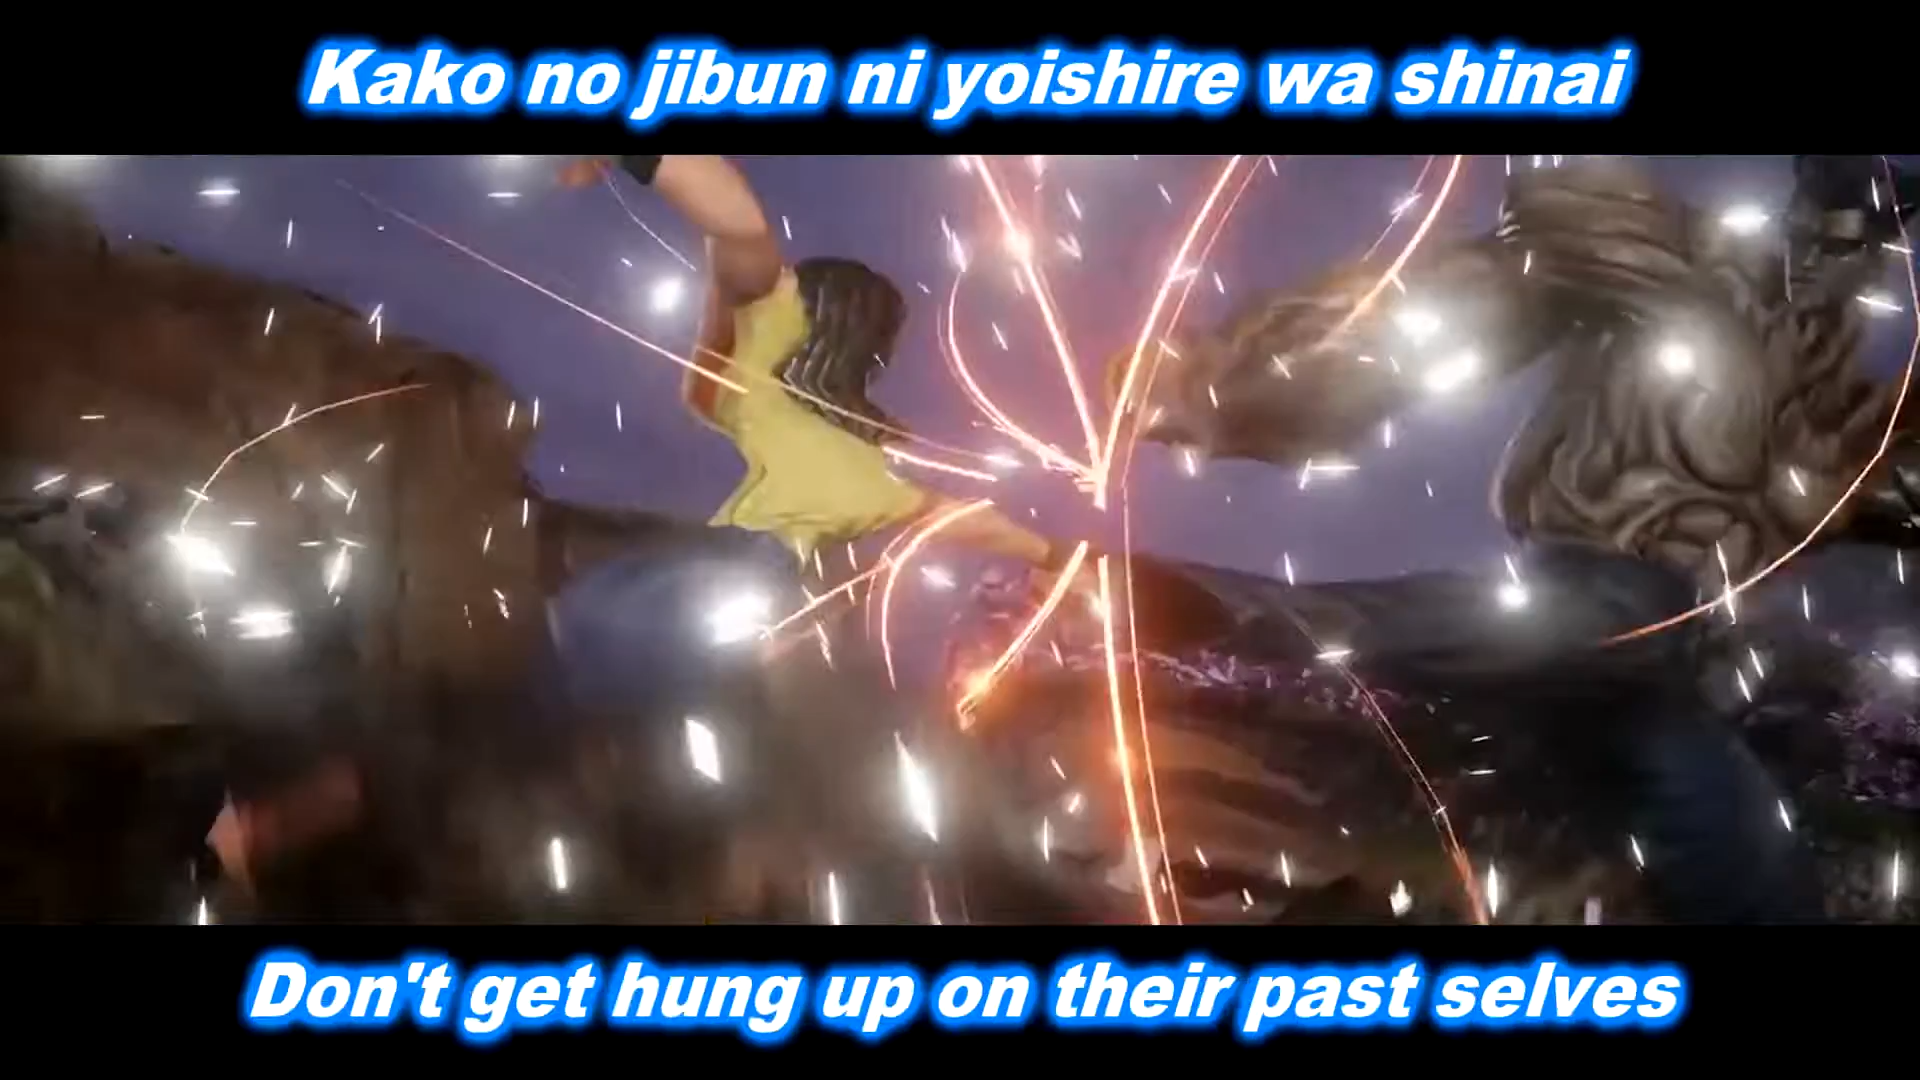 Kako no jibun ni yoishire wa shinai
Don't get hung up on their past selves